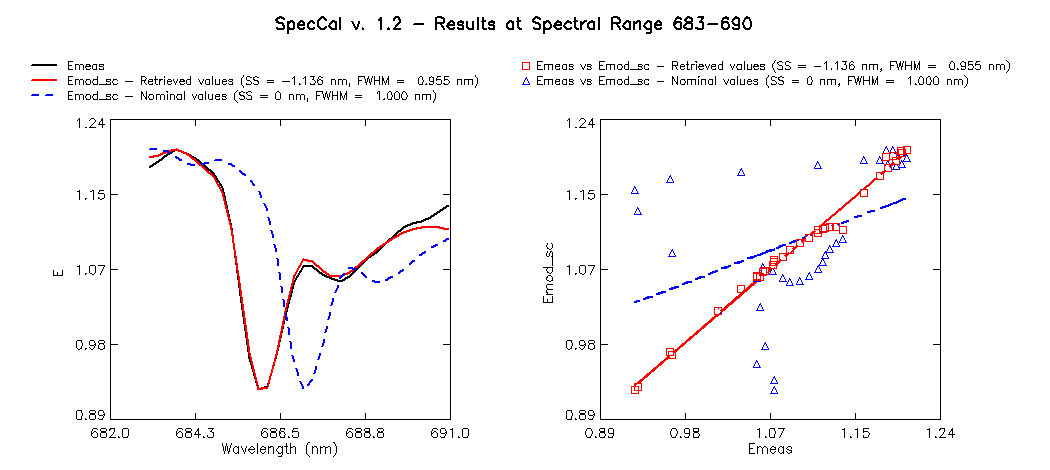 SpecCal v. 1.2 - Results at Spectral Range 683-690
Emeas
Emod_sc - Retrieved values (SS = -1.136 nm, FWHM = 0.955 nm)
Emod_sc - Nominal values (SS = 0 nm, FWHM = 1.000 nm)
Emeas vs Emod_sc - Retrieved values (SS = -1.136 nm, FWHM = 0.955 nm)
Emeas vs Emod_sc - Nominal values (SS = 0 nm, FWHM = 1.000 nm)
1.24
1.15
1.07
0.98
0.89
E
682.0 684.3 686.5 688.8 691.0
Wavelength (nm)
1.24
1.15
1.07
0.98
0.89
Emod_sc
0.89 0.98 1.07 1.15 1.24
Emeas